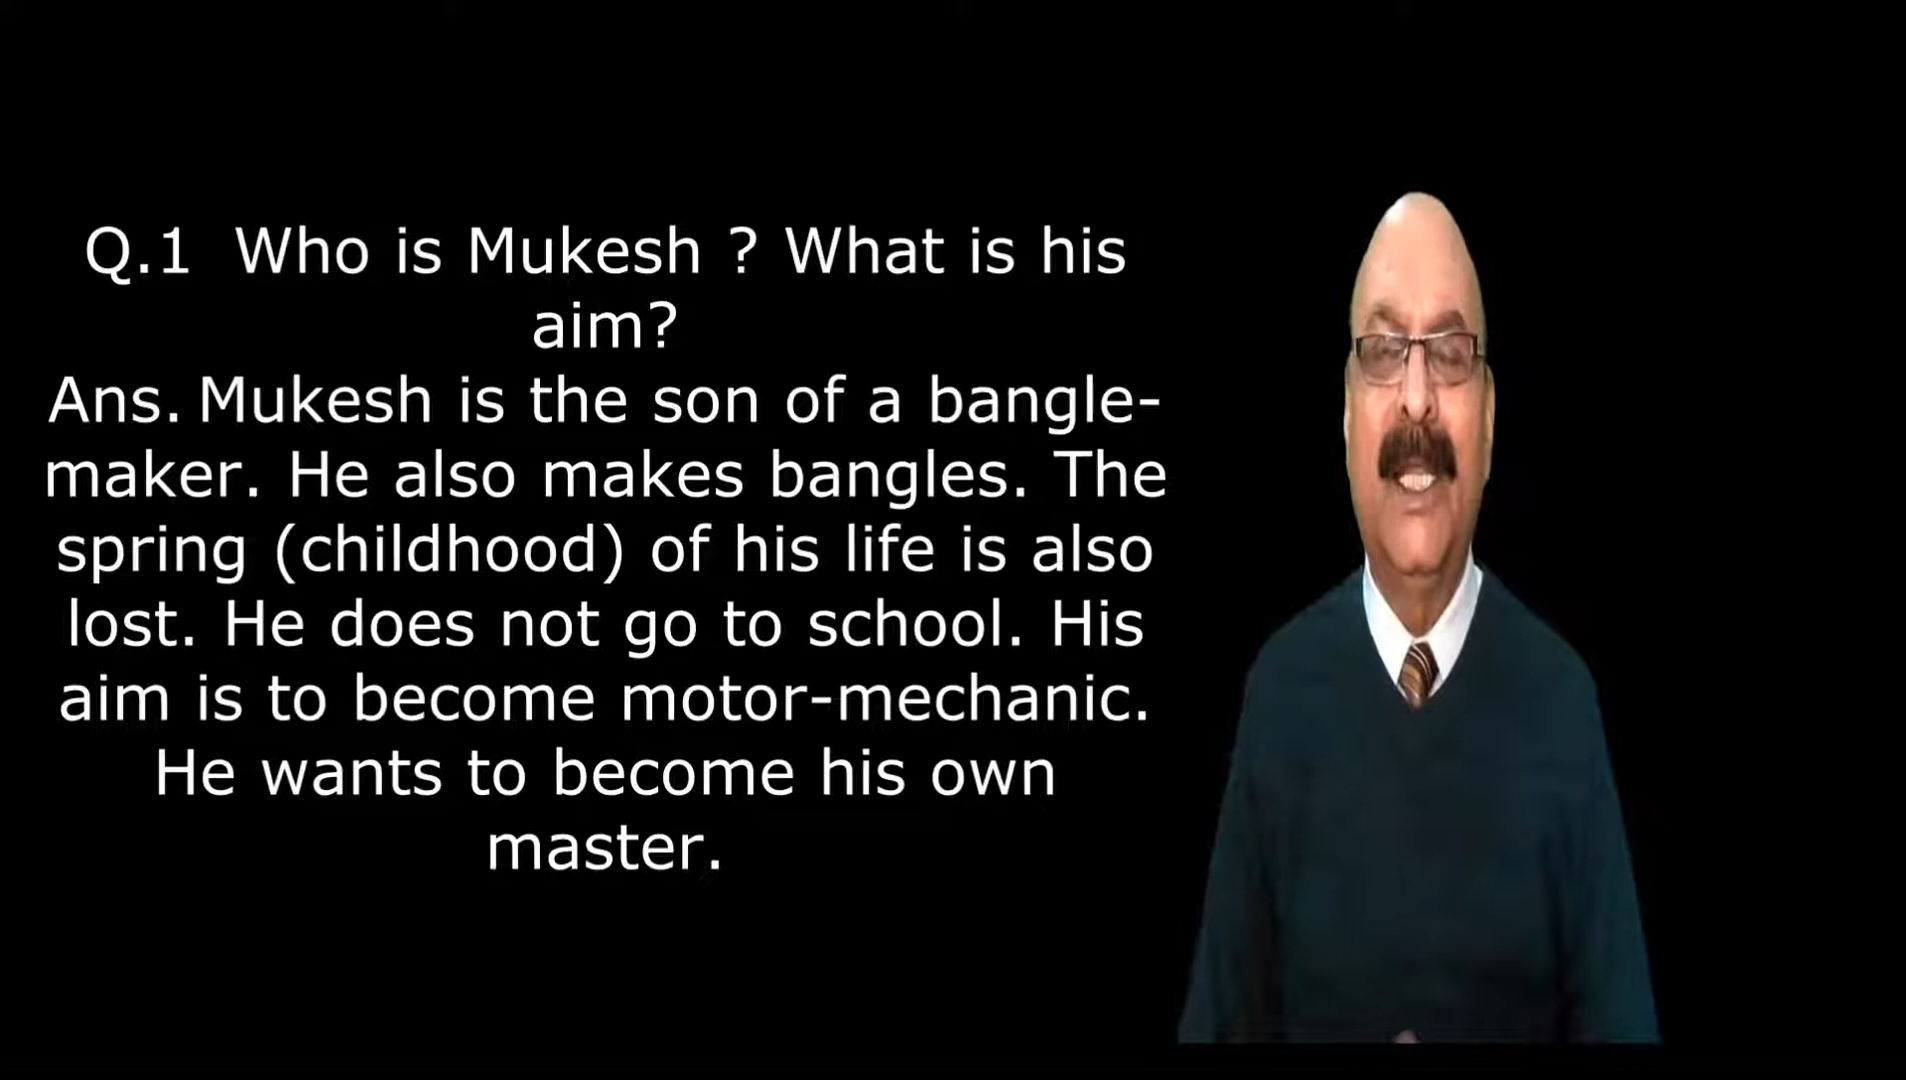 Q.1  Who is Mukesh ? What is his
aim?
Ans. Mukesh is the son of a bangle-
maker. He also makes bangles. The
spring (childhood) of his life is also
lost. He does not go to school. His
aim is to become motor-mechanic.
He wants to become his own
master.